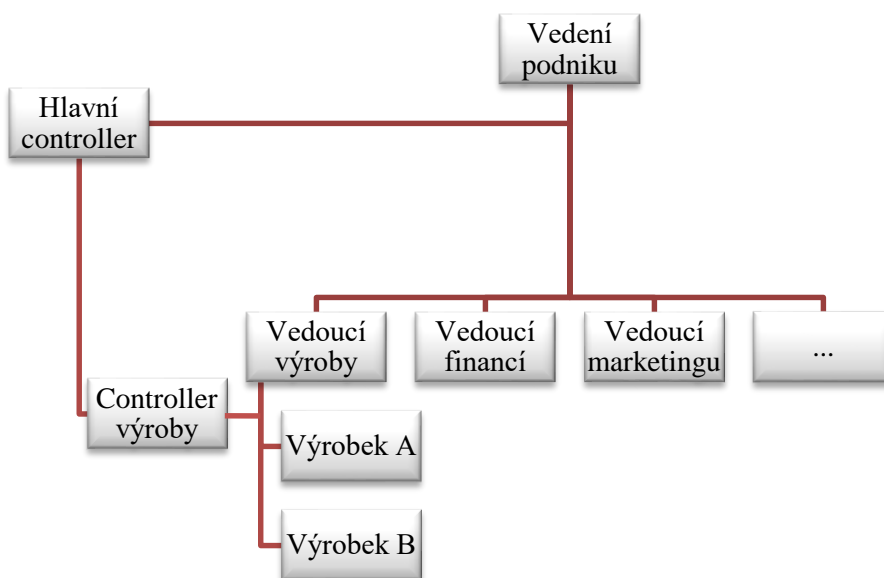 Vedení
podniku
Hlavní
controller
Vedoucí
výroby
Vedoucí
financí
Vedoucí
marketingu
...
Controller
výroby
Výrobek A
Výrobek B